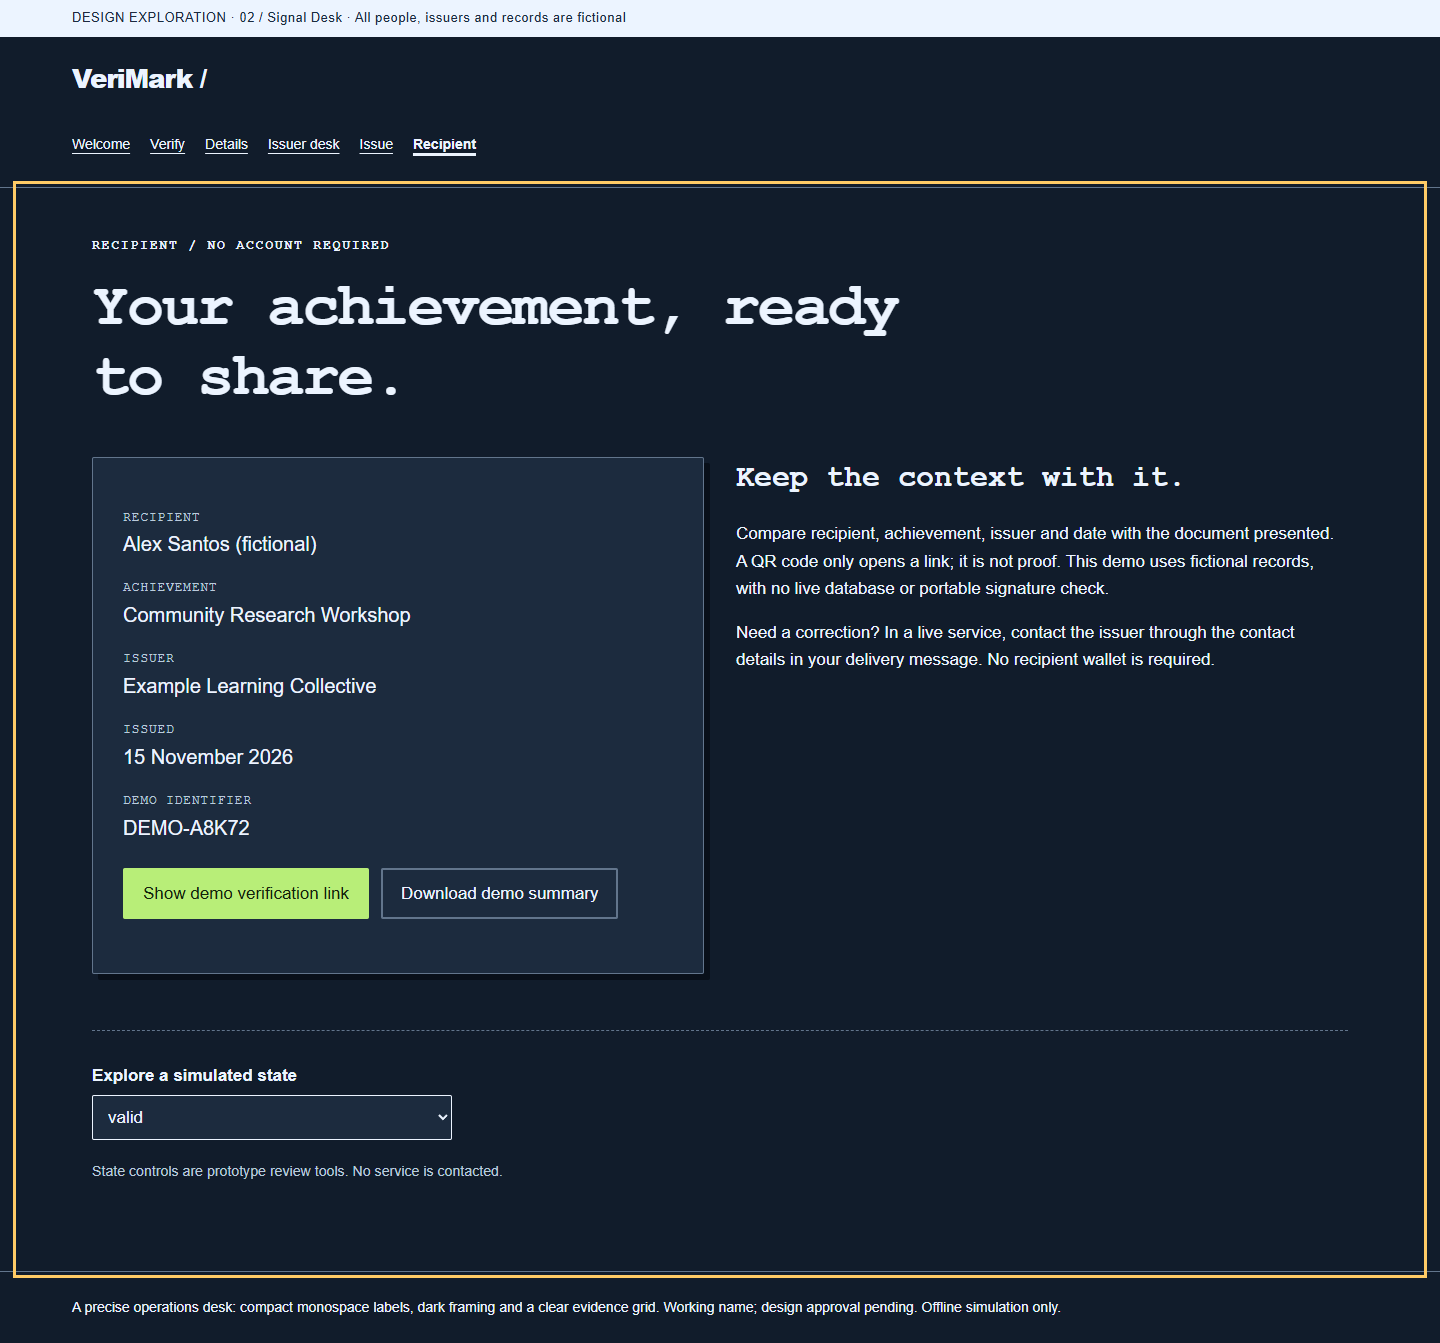 DESIGN EXPLORATION · 02 / Signal Desk · All people, issuers and records are fictional
VeriMark /
Welcome Verify Details Issuer desk Issue Recipient
RECIPIENT / NO ACCOUNT REQUIRED
Your achievement, ready
to share.
RECIPIENT
Alex Santos (fictional)
ACHIEVEMENT
Community Research Workshop
ISSUER
Example Learning Collective
ISSUED
15 November 2026
DEMO IDENTIFIER
DEMO-A8K72
Show demo verification link
Download demo summary
Keep the context with it.
Compare recipient, achievement, issuer and date with the document presented.
A QR code only opens a link; it is not proof. This demo uses fictional records,
with no live database or portable signature check.
Need a correction? In a live service, contact the issuer through the contact
details in your delivery message. No recipient wallet is required.
Explore a simulated state
valid
State controls are prototype review tools. No service is contacted.
A precise operations desk: compact monospace labels, dark framing and a clear evidence grid. Working name; design approval pending. Offline simulation only.